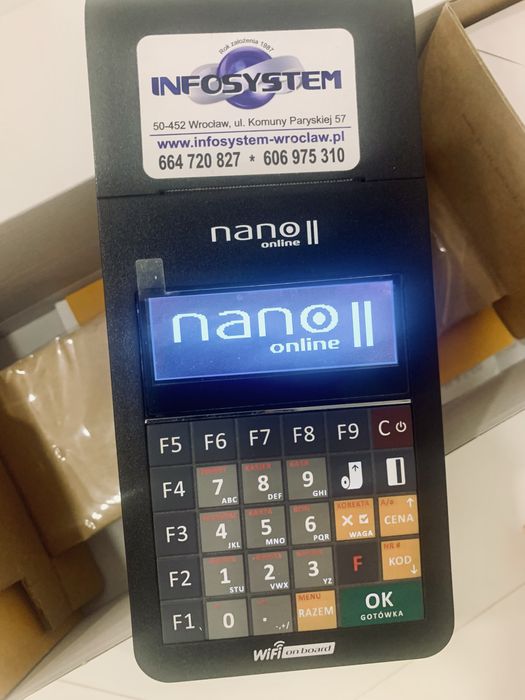 Rok założenia 1987
INFOSYSTEM
50-452 Wrocław, ul. Komuny Paryskiej 57
www.infosystem-wroclaw.pl
664 720 827 * 606 975 310
nano II
online
nano II
online
F5 F6 F7 F8 F9 C
KASJER
F4 7 ABC 8 DEF 9 GHI
KOREKTA A/a
F3 4 JKL 5 MNO 6 PQR WAGA CENA
NR#
F2 1 STU 2 VWX 3 YZ F KOD
MENU
F1 0 . -,+/ RAZEM OK
GOTÓWKA
WiFi on board